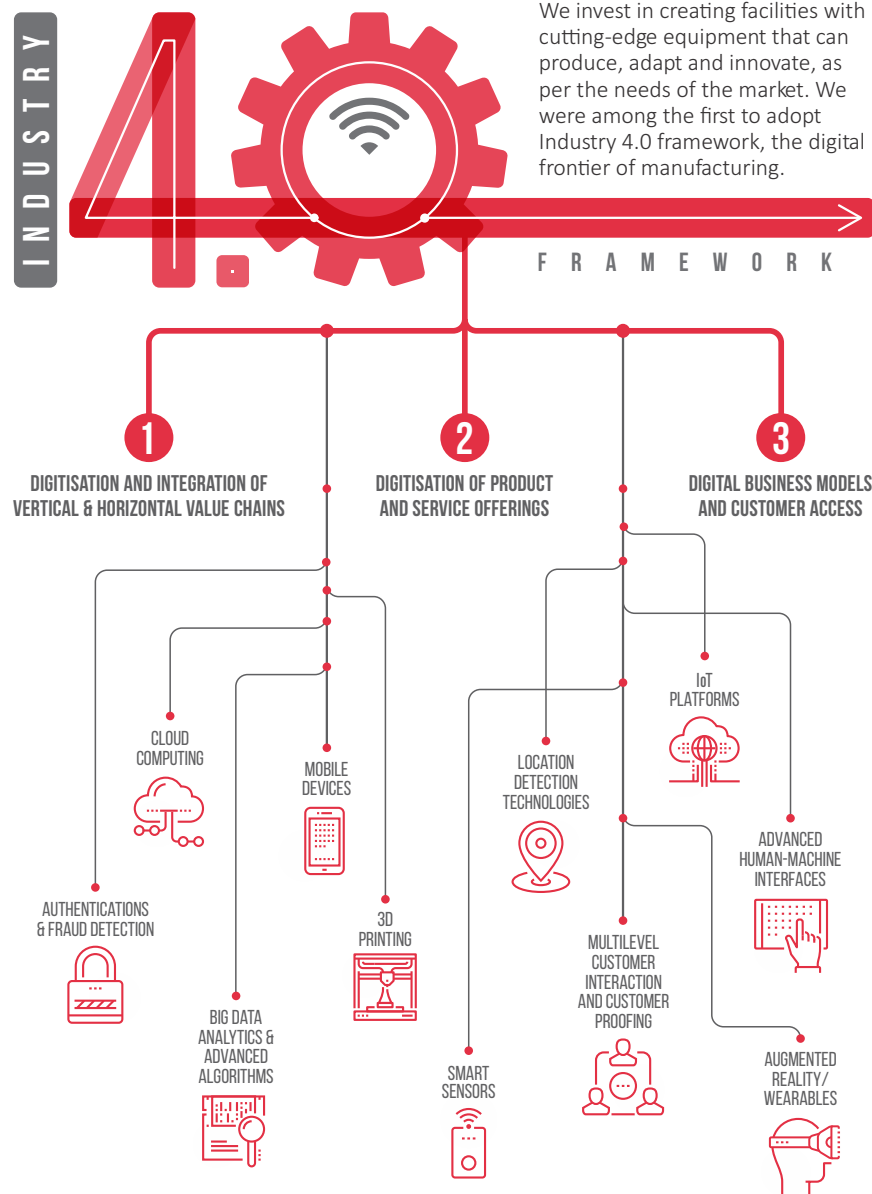 INDUSTRY
4.0
We invest in creating facilities with
cutting-edge equipment that can
produce, adapt and innovate, as
per the needs of the market. We
were among the first to adopt
Industry 4.0 framework, the digital
frontier of manufacturing.
FRAMEWORK
1
DIGITISATION AND INTEGRATION OF
VERTICAL & HORIZONTAL VALUE CHAINS
2
DIGITISATION OF PRODUCT
AND SERVICE OFFERINGS
3
DIGITAL BUSINESS MODELS
AND CUSTOMER ACCESS
CLOUD
COMPUTING
MOBILE
DEVICES
AUTHENTICATIONS
& FRAUD DETECTION
3D
PRINTING
BIG DATA
ANALYTICS &
ADVANCED
ALGORITHMS
IoT
PLATFORMS
LOCATION
DETECTION
TECHNOLOGIES
ADVANCED
HUMAN-MACHINE
INTERFACES
MULTILEVEL
CUSTOMER
INTERACTION
AND CUSTOMER
PROOFING
SMART
SENSORS
AUGMENTED
REALITY/
WEARABLES